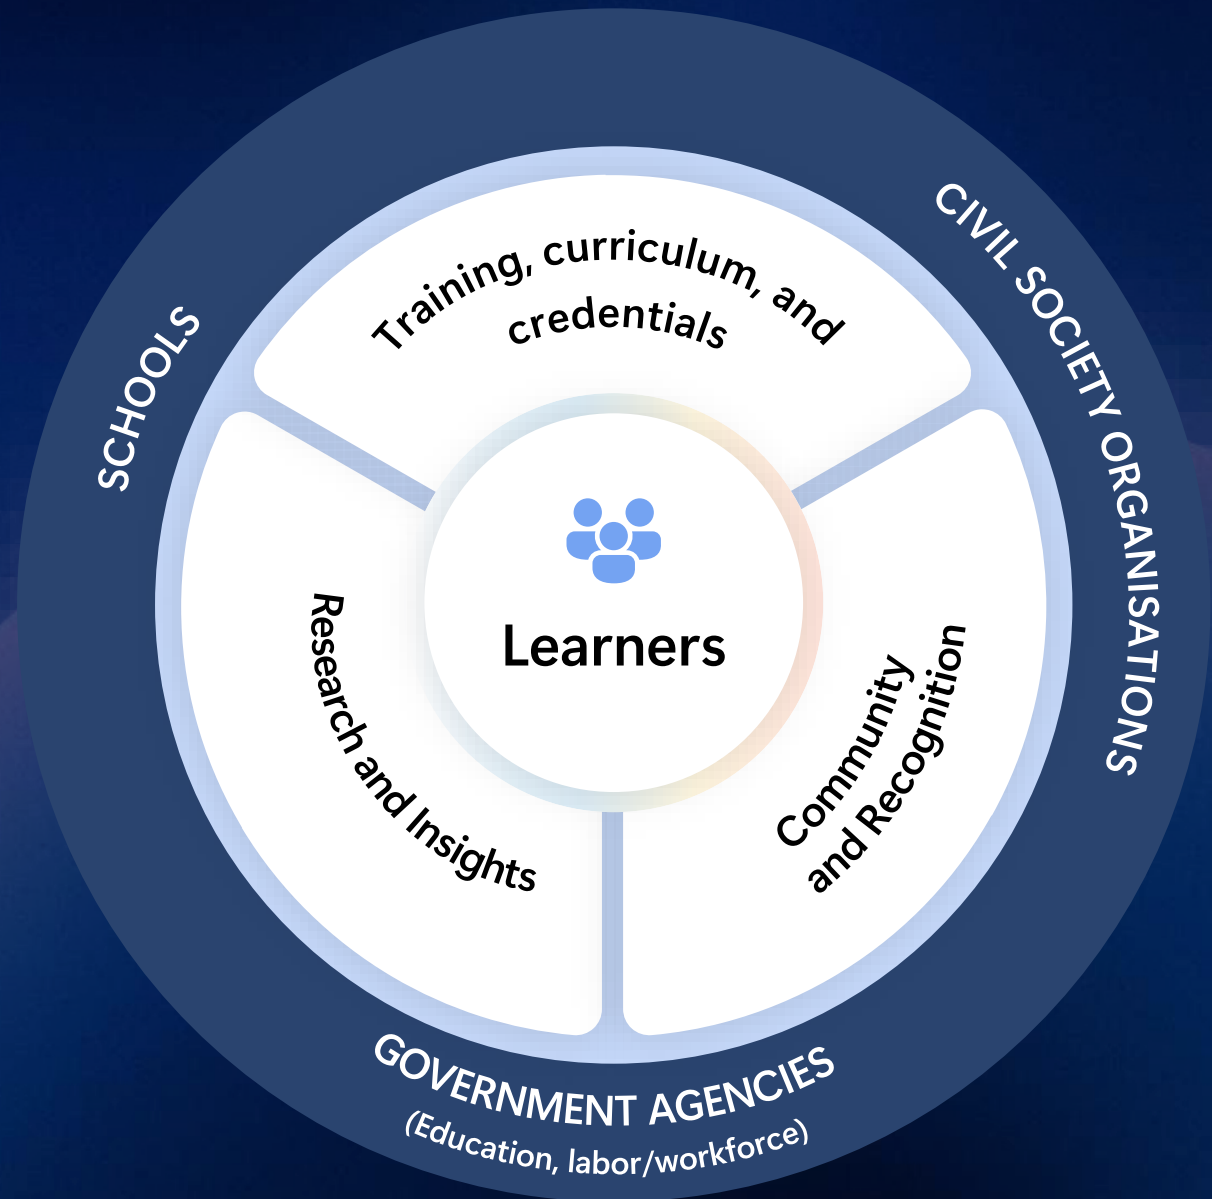 SCHOOLS
CIVIL SOCIETY ORGANISATIONS
Training, curriculum, and
credentials
Learners
Research and Insights
Community
and Recognition
GOVERNMENT AGENCIES
(Education, labor/workforce)